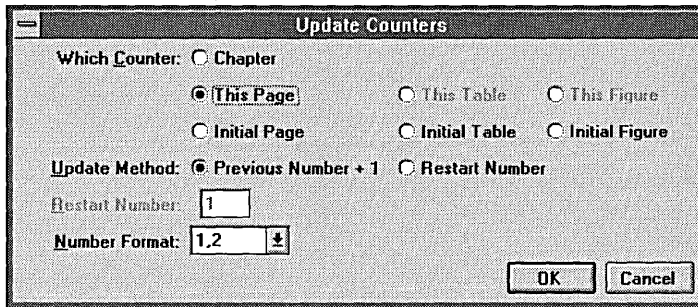 Update Counters
Which Counter: Chapter
This Page This Table This Figure
Initial Page Initial Table Initial Figure
Update Method: Previous Number + 1 Restart Number
Restart Number: 1
Number Format: 1,2
OK Cancel